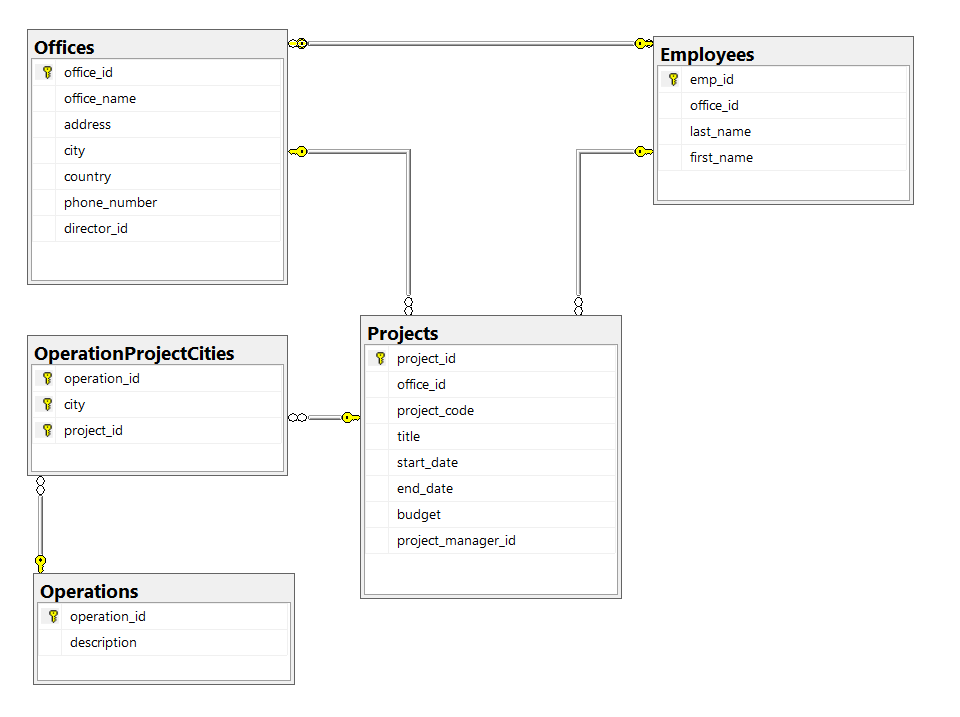 Offices
office_id
office_name
address
city
country
phone_number
director_id
Employees
emp_id
office_id
last_name
first_name
Projects
project_id
office_id
project_code
title
start_date
end_date
budget
project_manager_id
OperationProjectCities
operation_id
city
project_id
Operations
operation_id
description